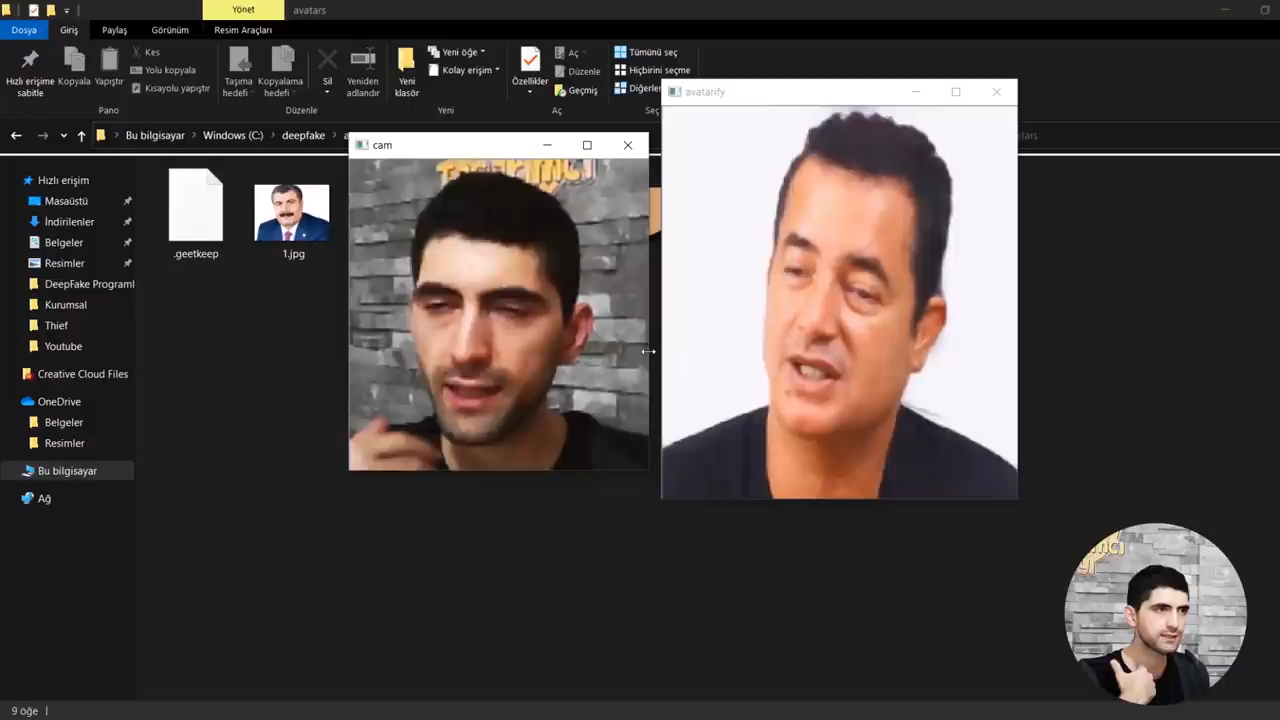 Yönet
avatars
Dosya
Giriş
Paylaş
Görünüm
Resim Araçları
Hızlı erişime sabitle
Kopyala
Yapıştır
Kes
Yolu kopyala
Kısayolu yapıştır
Pano
Taşıma hedefi
Kopyalama hedefi
Sil
Yeniden adlandır
Düzenle
Yeni klasör
Yeni öğe
Kolay erişim
Yeni
Özellikler
Aç
Düzenle
Geçmiş
Aç
Tümünü seç
Hiçbirini seçme
Bu bilgisayar
Windows (C:)
deepfake
cam
avatarify
Hızlı erişim
Masaüstü
İndirilenler
Belgeler
Resimler
DeepFake Programl
Kurumsal
Thief
Youtube
Creative Cloud Files
OneDrive
Belgeler
Resimler
Bu bilgisayar
Ağ
.geetkeep
1.jpg
9 öğe